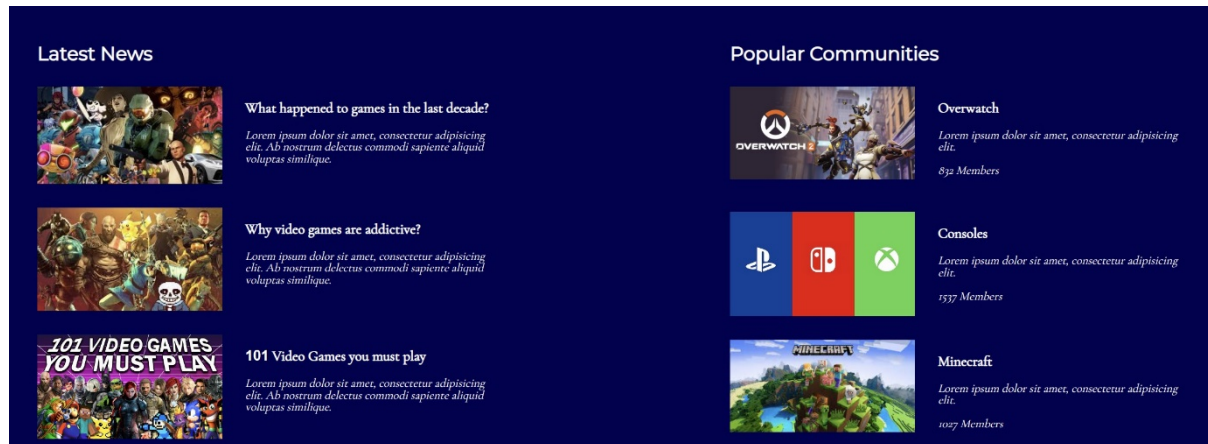 Latest News
What happened to games in the last decade?
Lorem ipsum dolor sit amet, consectetur adipisicing
elit. Ab nostrum delectus commodi sapiente aliquid
voluptas similique.
Why video games are addictive?
Lorem ipsum dolor sit amet, consectetur adipisicing
elit. Ab nostrum delectus commodi sapiente aliquid
voluptas similique.
101 VIDEO GAMES
YOU MUST PLAY
101 Video Games you must play
Lorem ipsum dolor sit amet, consectetur adipisicing
elit. Ab nostrum delectus commodi sapiente aliquid
voluptas similique.
Popular Communities
OVERWATCH 2
Overwatch
Lorem ipsum dolor sit amet, consectetur adipisicing
elit.
832 Members
Consoles
Lorem ipsum dolor sit amet, consectetur adipisicing
elit.
1537 Members
MINECRAFT
Minecraft
Lorem ipsum dolor sit amet, consectetur adipisicing
elit.
1027 Members